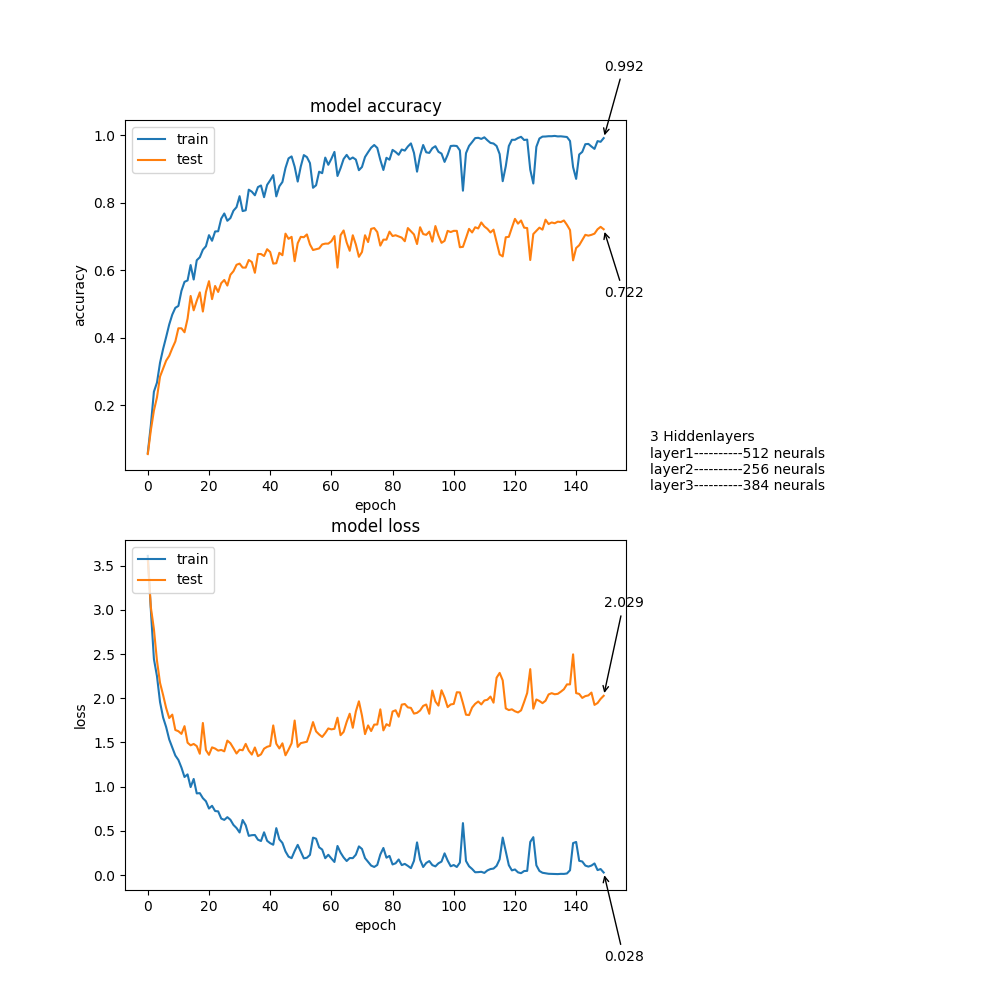 0.992
model accuracy
train
test
1.0
0.8
0.6
0.4
0.2
accuracy
0.722
0 20 40 60 80 100 120 140
epoch
3 Hiddenlayers
layer1----------512 neurals
layer2----------256 neurals
layer3----------384 neurals
model loss
train
test
3.5
3.0
2.5
2.0
1.5
1.0
0.5
0.0
loss
2.029
0 20 40 60 80 100 120 140
epoch
0.028